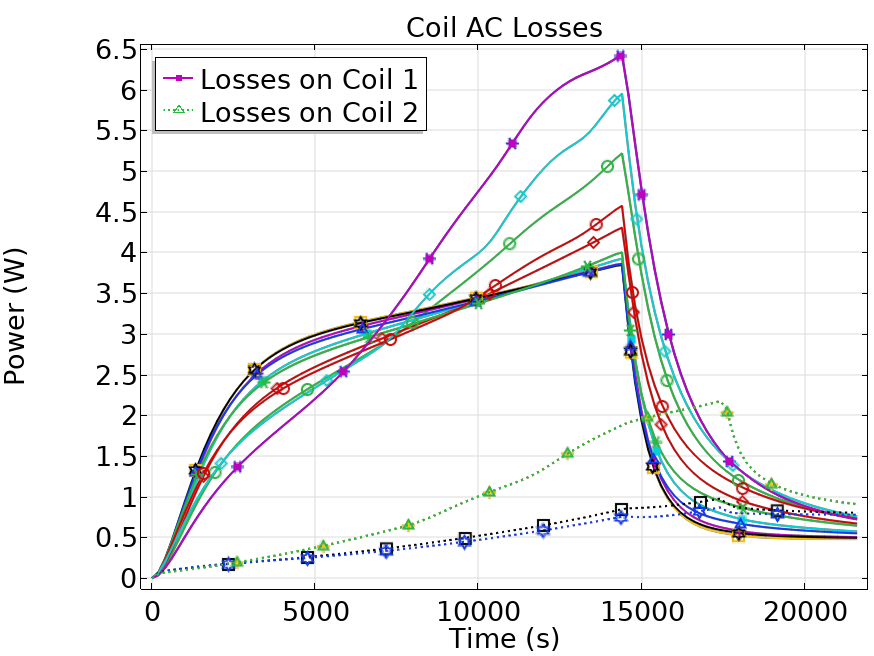 Coil AC Losses
6.5
6
5.5
5
4.5
4
3.5
3
2.5
2
1.5
1
0.5
0
Power (W)
Losses on Coil 1
Losses on Coil 2
0 5000 10000 15000 20000
Time (s)